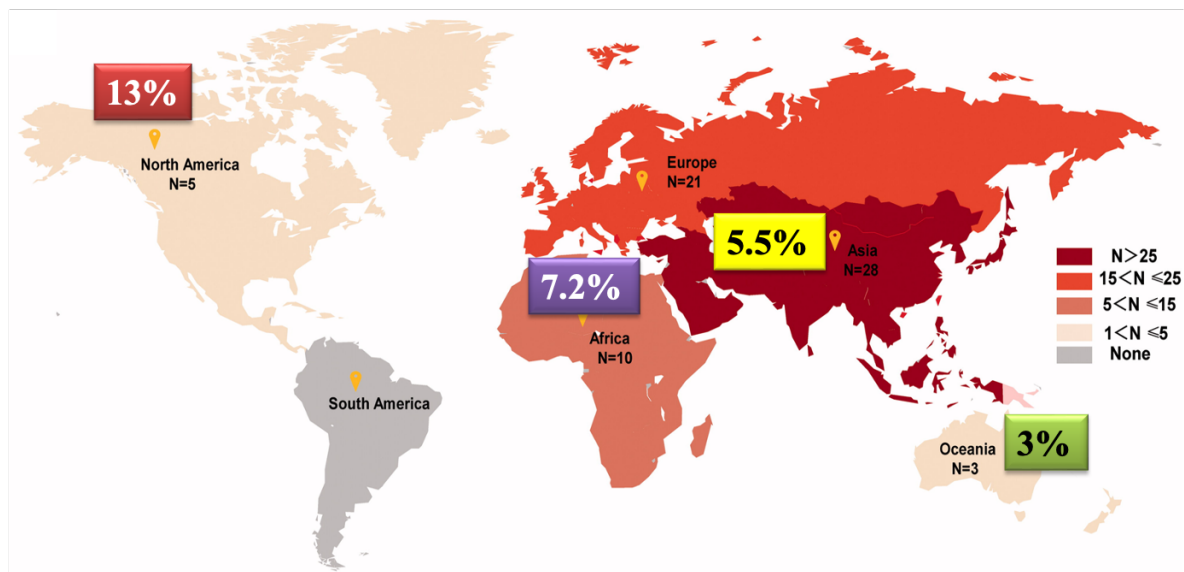 13%
North America
N=5
Europe
N=21
5.5%
Asia
N=28
7.2%
Africa
N=10
South America
Oceania
N=3
3%
N＞25
15＜N ≤25
5＜N ≤15
1＜N ≤5
None